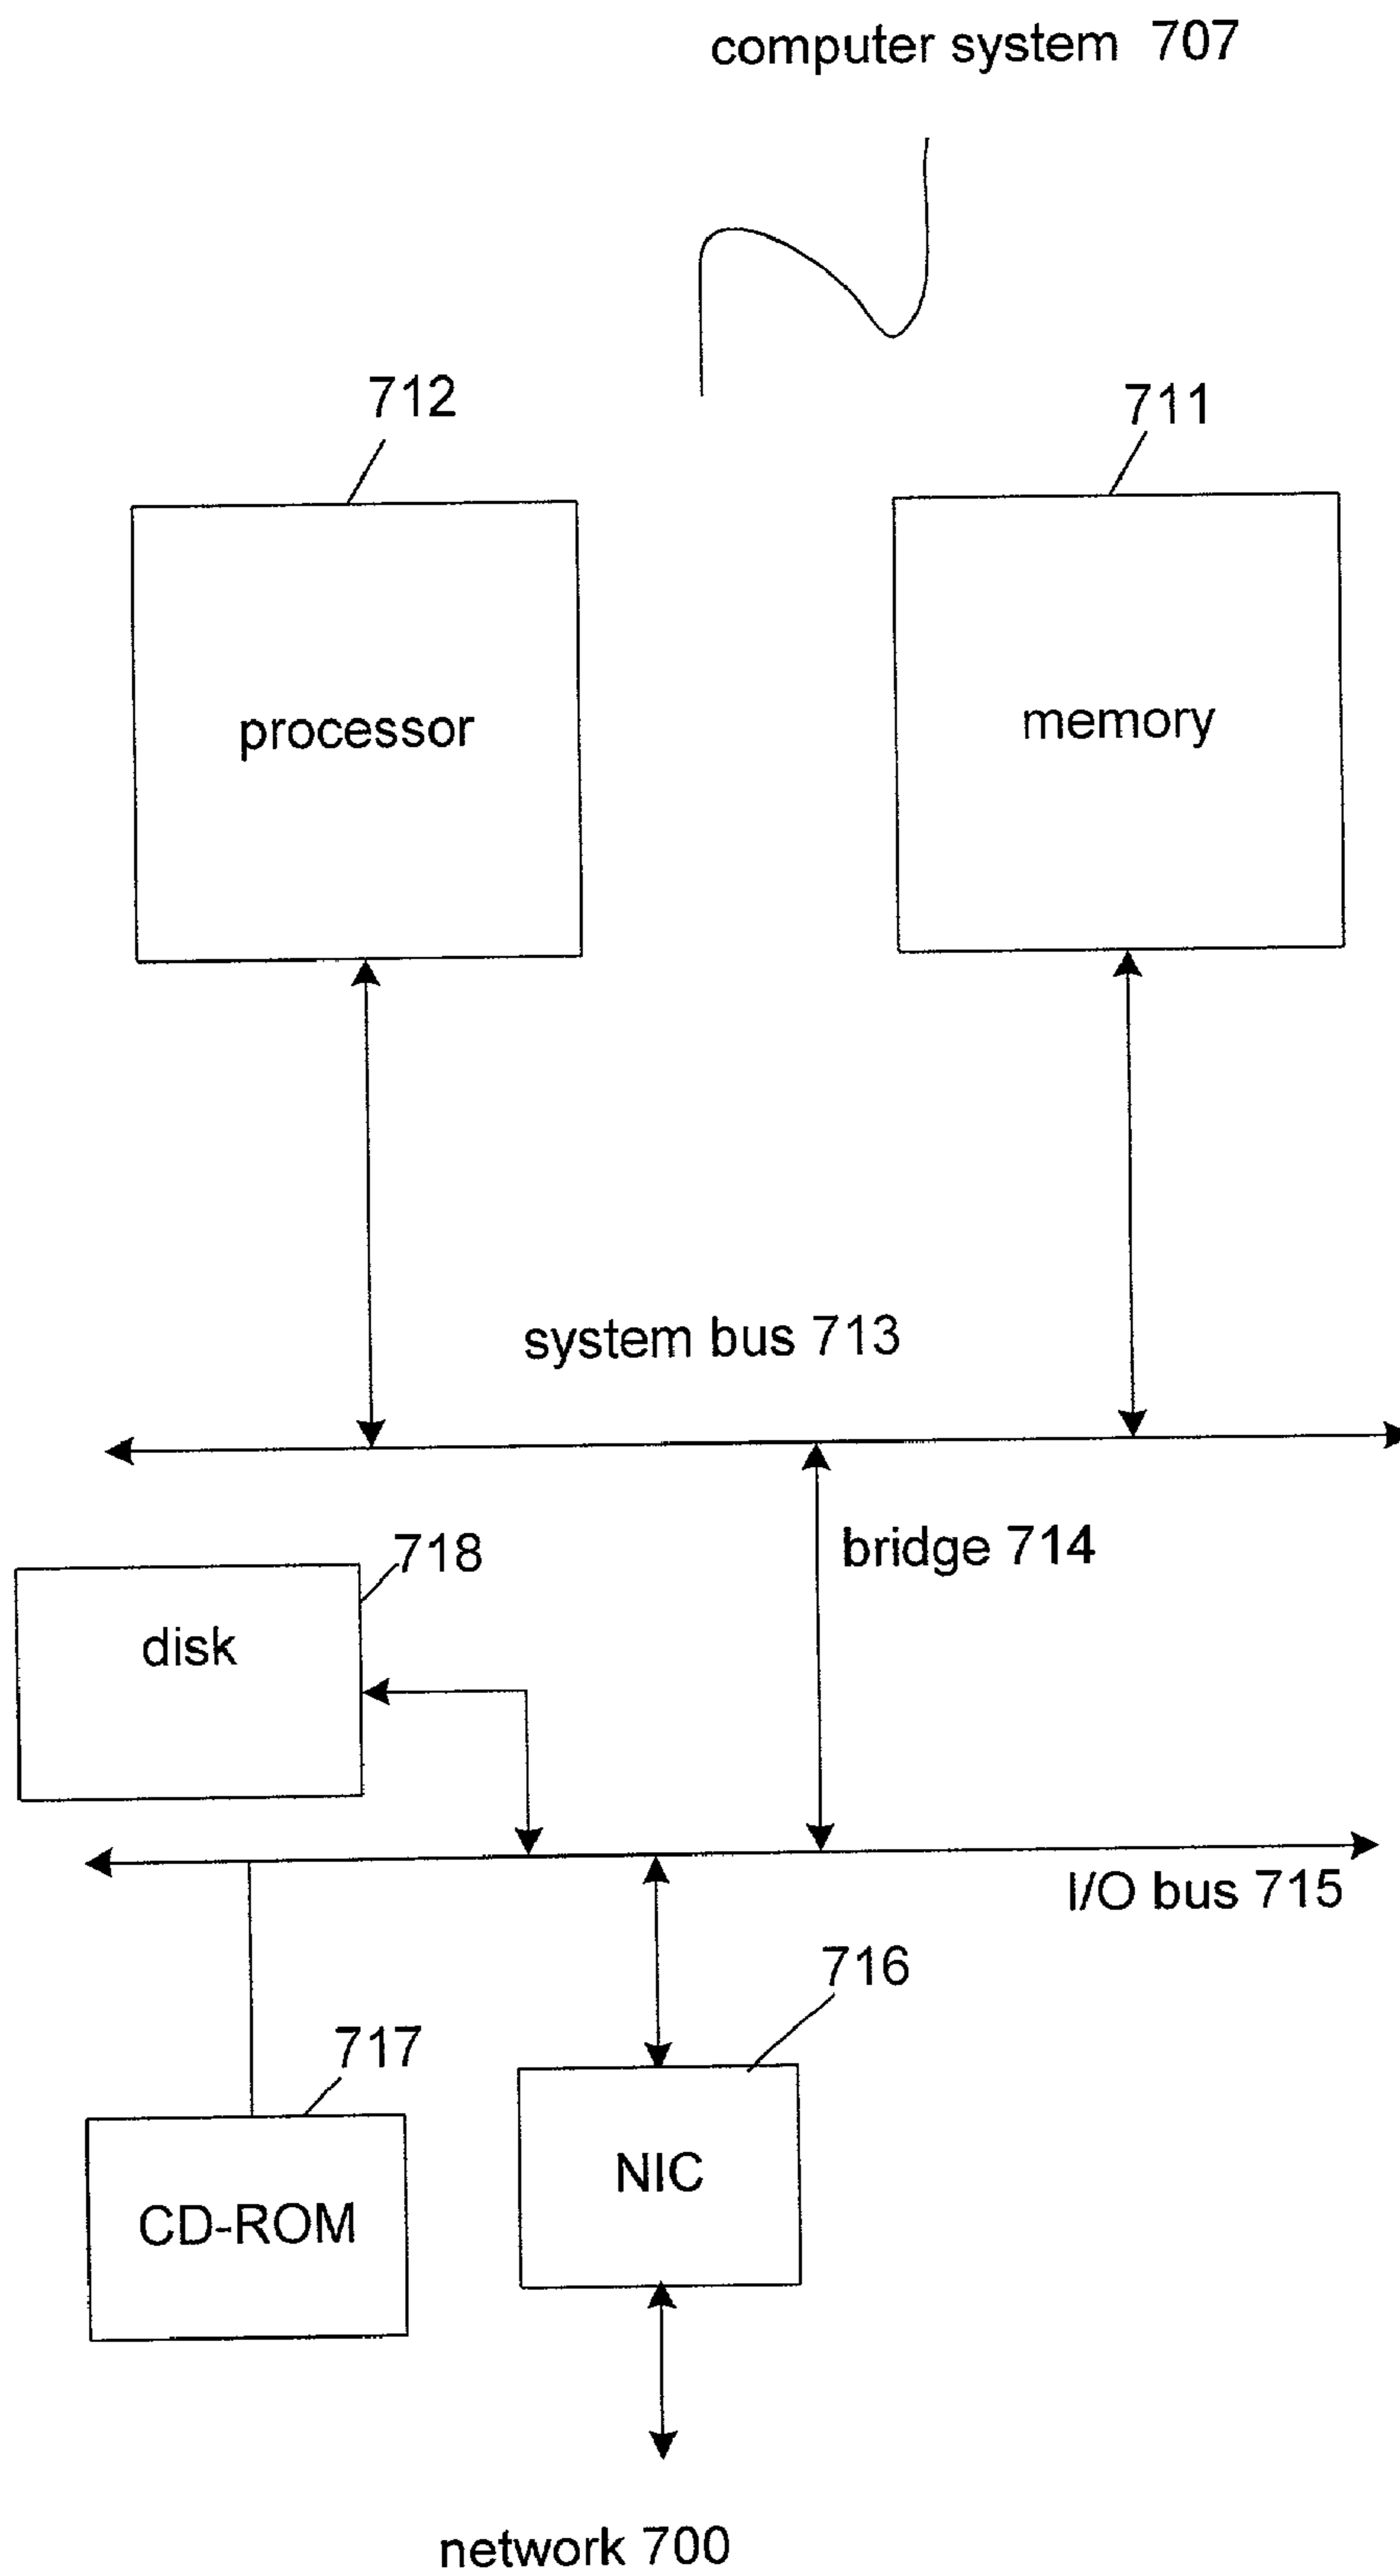 computer system 707
712
711
processor
memory
system bus 713
bridge 714
718
disk
I/O bus 715
716
717
NIC
CD-ROM
network 700